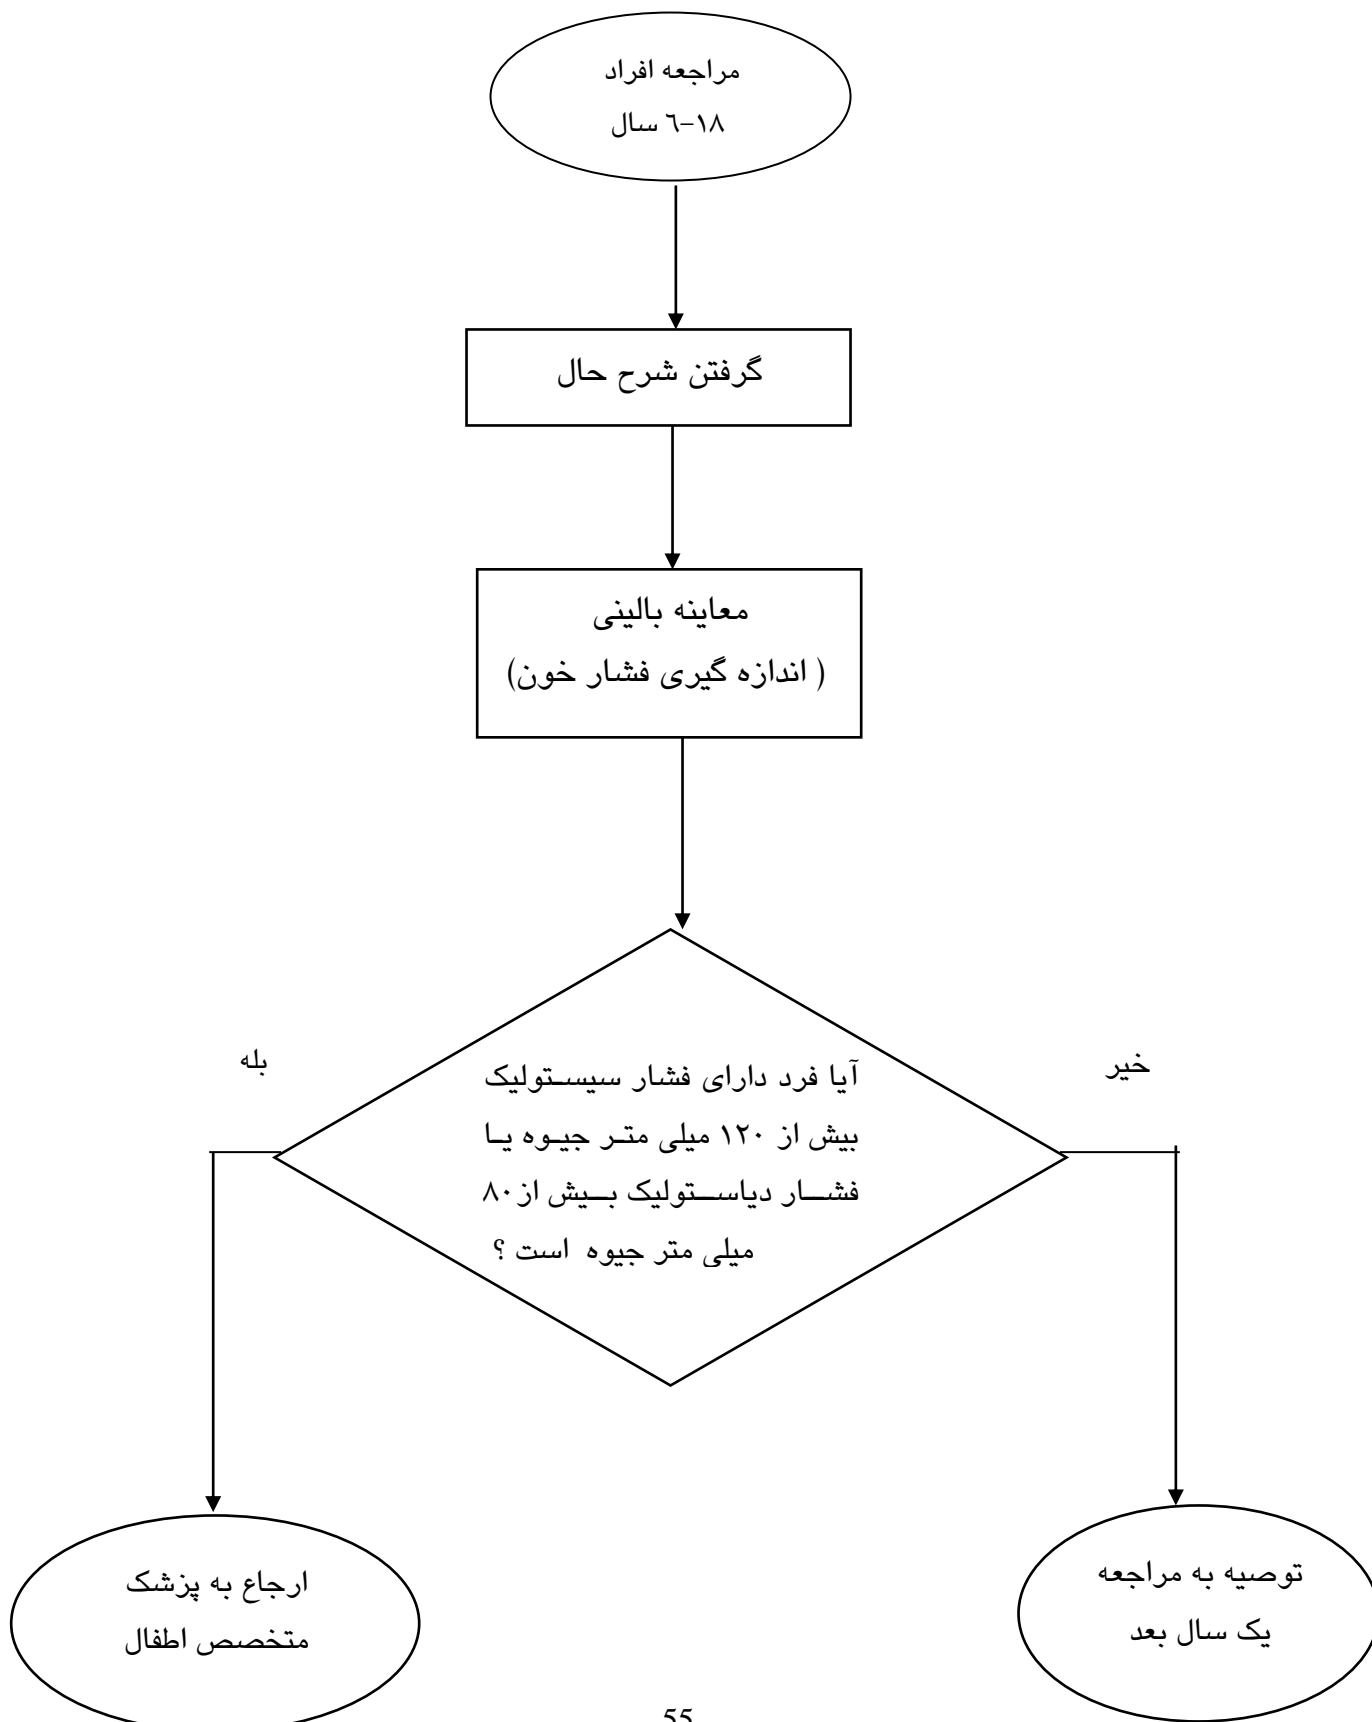 مراجعه افراد
۶-۱۸ سال
گرفتن شرح حال
معاینه بالینی
( اندازه گیری فشار خون)
خیر
بله
آیا فرد دارای فشار سیستولیک
بیش از ۱۲۰ میلی متر جیوه یا
فشار دیاستولیک بیش از۸۰
میلی متر جیوه است ؟
توصیه به مراجعه
یک سال بعد
ارجاع به پزشک
متخصص اطفال
55